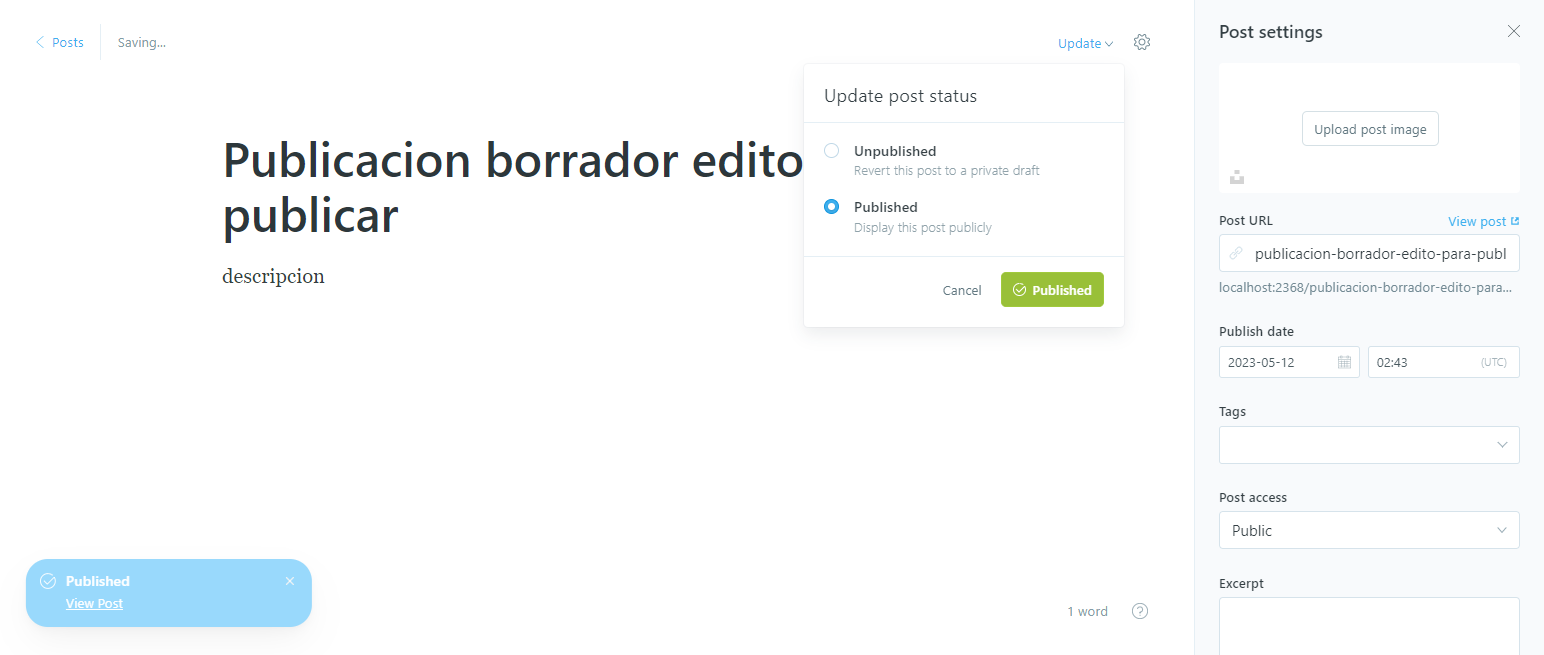 Posts
Saving...
Update
Update post status
Unpublished
Revert this post to a private draft
Published
Display this post publicly
Cancel
Published
Publicacion borrador edito
publicar
descripcion
Published
View Post
1 word
?
Post settings
Upload post image
Post URL
View post
publicacion-borrador-edito-para-publ
localhost:2368/publicacion-borrador-edito-para...
Publish date
2023-05-12
02:43
(UTC)
Tags
Post access
Public
Excerpt